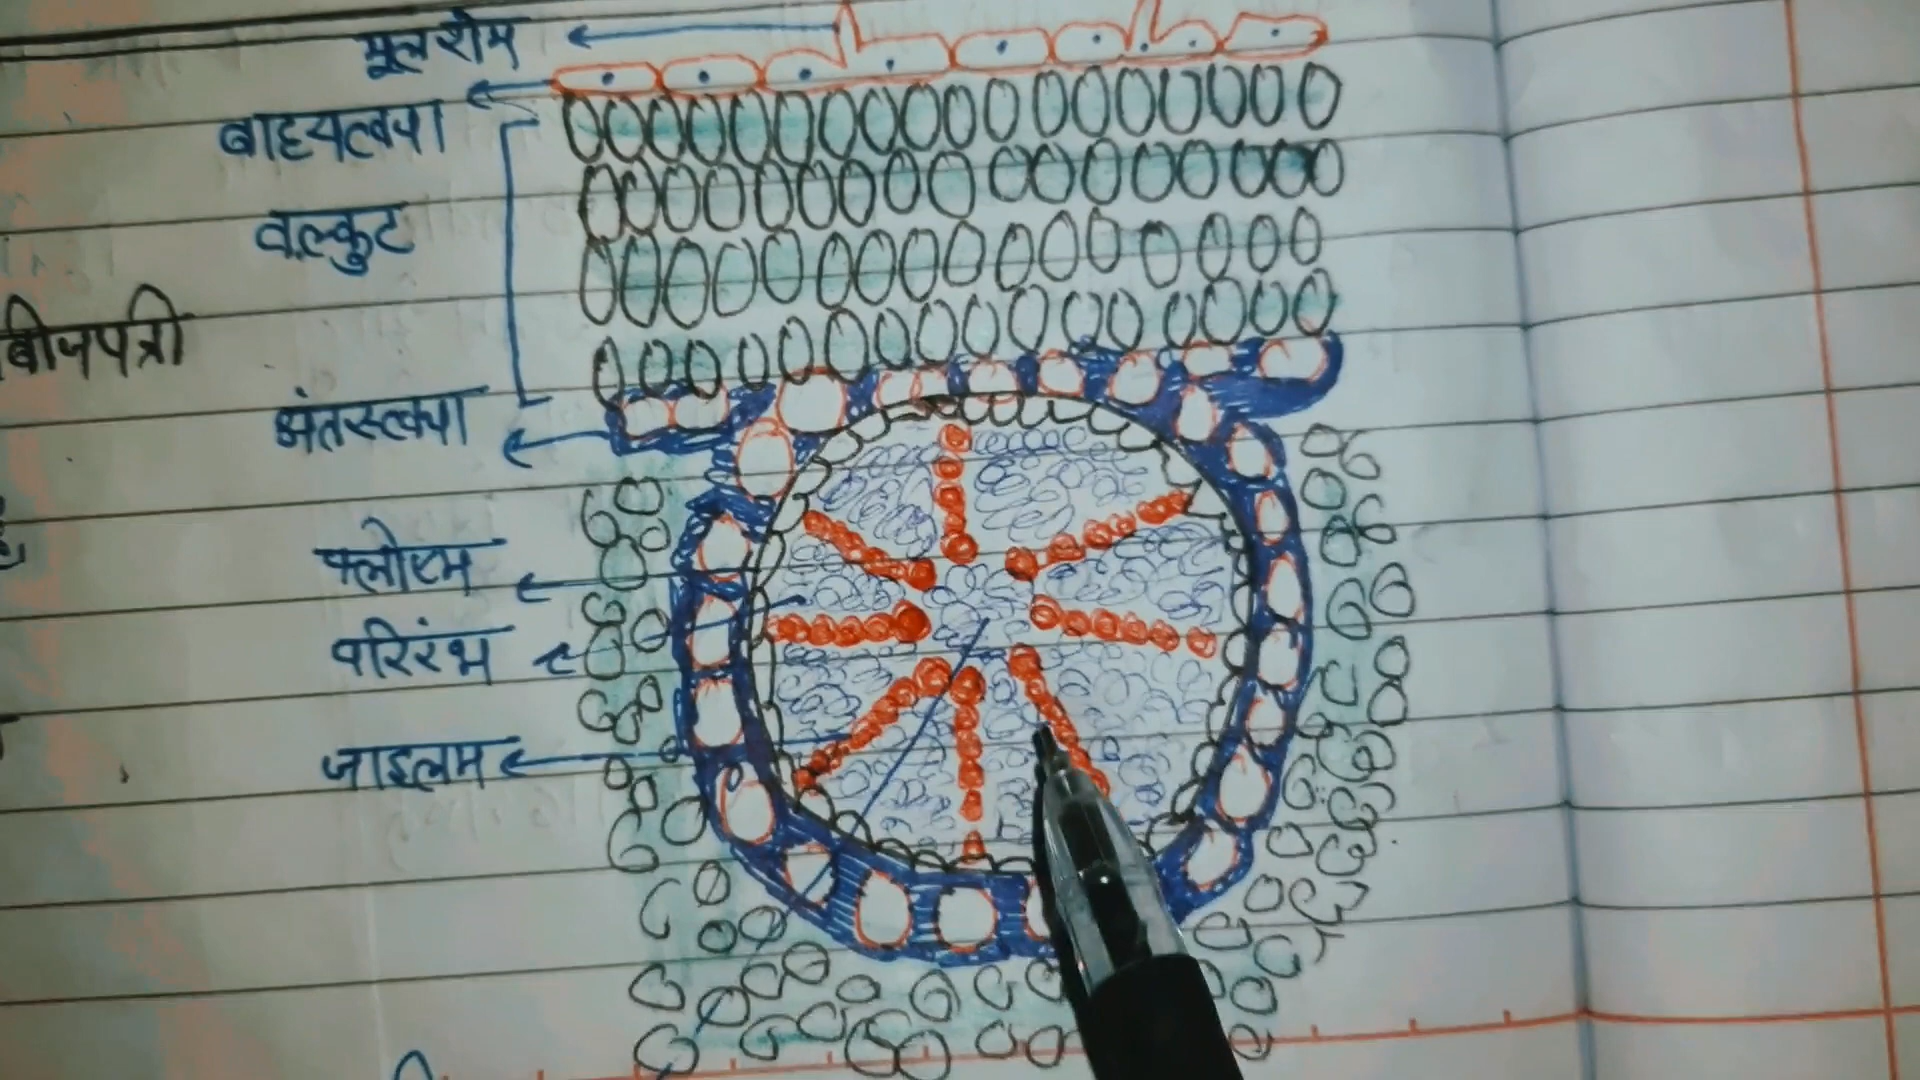 मूलरोम
बाह्यत्वचा
वल्कुट
बीजपत्री
अंतस्त्वचा
फ्लोएम
परिरंभ
जाइलम